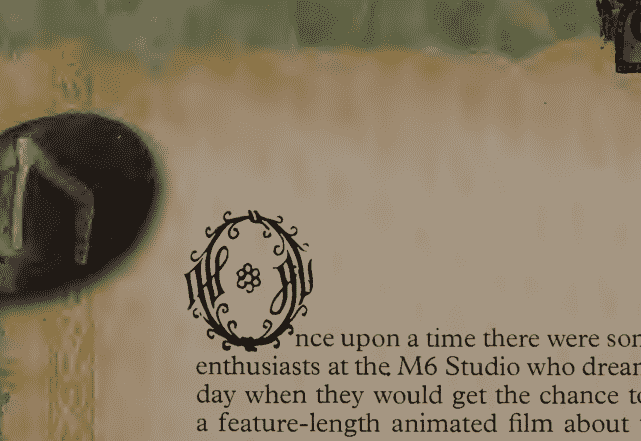 Once upon a time there were
enthusiasts at the M6 Studio who
day when they would get the chance
a feature-length animated film about